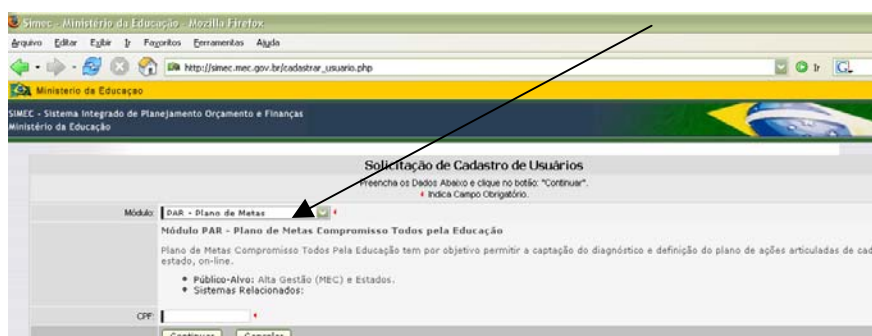 Simec - Ministério da Educação - Mozilla Firefox
Arquivo Editar Exibir Ir Favoritos Ferramentas Ajuda
http://simec.mec.gov.br/cadastrar_usuario.php Ir
Ministério da Educação
SIMEC - Sistema Integrado de Planejamento Orçamento e Finanças
Ministério da Educação
Solicitação de Cadastro de Usuários
Preencha os Dados Abaixo e clique no botão: "Continuar".
Indica Campo Obrigatório.
Módulo: PAR - Plano de Metas
Módulo PAR - Plano de Metas Compromisso Todos pela Educação
Plano de Metas Compromisso Todos Pela Educação tem por objetivo permitir a captação do diagnóstico e definição do plano de ações articuladas de cad
estado, on-line.
• Público-Alvo: Alta Gestão (MEC) e Estados.
• Sistemas Relacionados:
CPF:
Continuar Cancelar